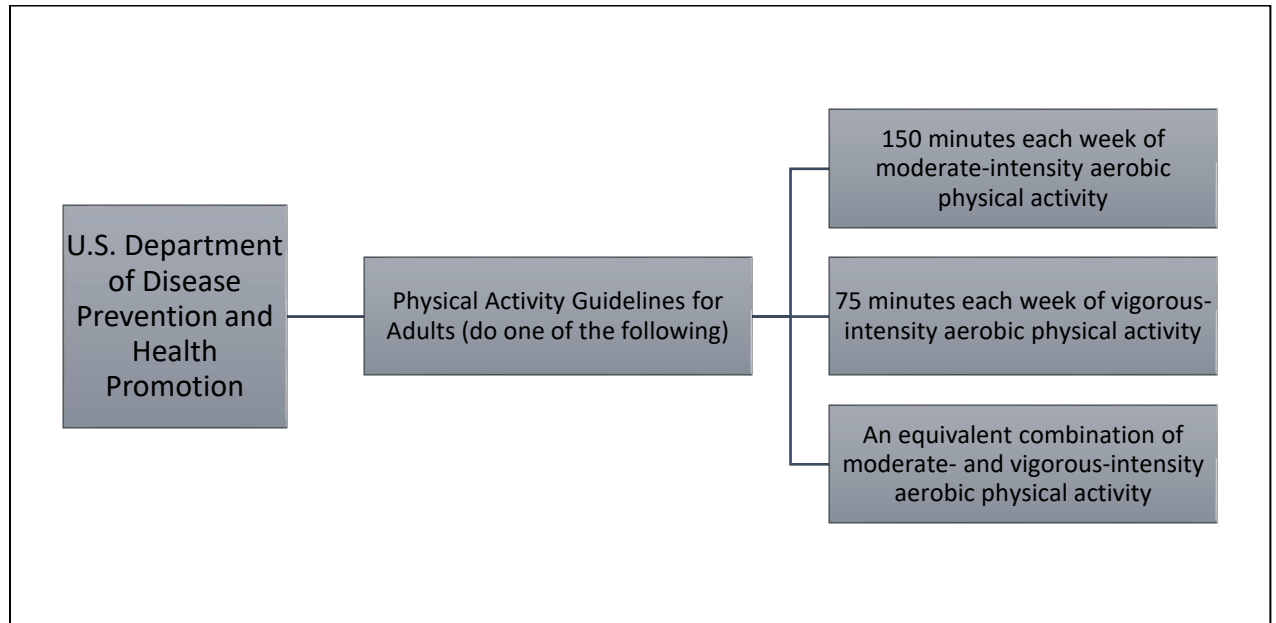 U.S. Department
of Disease
Prevention and
Health
Promotion
Physical Activity Guidelines for
Adults (do one of the following)
150 minutes each week of
moderate-intensity aerobic
physical activity
75 minutes each week of vigorous-
intensity aerobic physical activity
An equivalent combination of
moderate- and vigorous-intensity
aerobic physical activity